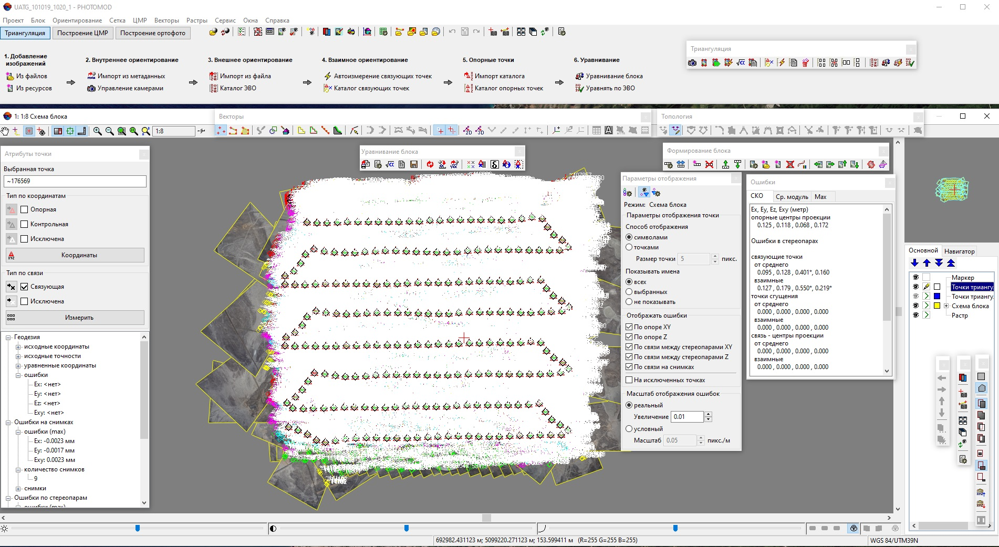 UATG_101019_1020_1 - PHOTOMOD
Проект Блок Ориентирование Сетка ЦМР Векторы Растры Сервис Окна Справка
Триангуляция Построение ЦМР Построение ортофото
1. Добавление изображений
Из файлов
Из ресурсов
2. Внутреннее ориентирование
Импорт из метаданных
Управление камерами
3. Внешнее ориентирование
Импорт из файла
Каталог ЭВО
4. Взаимное ориентирование
Автоизмерение связующих точек
Каталог связующих точек
5. Опорные точки
Импорт каталога
Каталог опорных точек
6. Уравнивание
Уравнивание блока
Уравнять по ЭВО
Триангуляция
1: 1:8 Схема блока
1:8
Векторы
Топология
Уравнивание блока
Формирование блока
Атрибуты точки
Выбранная точка
~176569
Тип по координатам
Опорная
Контрольная
Исключена
Координаты
Тип по связи
Связующая
Исключена
Измерить
Геодезия
исходные координаты
исходные точности
уравненные координаты
ошибки
Ex: <нет>
Ey: <нет>
Ez: <нет>
Exy: <нет>
Ошибки на снимках
ошибки (max)
Ex: -0.0023 мм
Ey: -0.0017 мм
Exy: 0.0023 мм
количество снимков
9
снимки
Ошибки по стереопарам
ошибки (max)
Параметры отображения
Режим: Схема блока
Параметры отображения точки
Способ отображения
символами
точками
Размер точки 5 пикс.
Показывать имена
всех
выбранных
не показывать
Отображать ошибки
По опоре XY
По опоре Z
По связи между стереопарами XY
По связи между стереопарами Z
По связи на снимках
На исключенных точках
Масштаб отображения ошибок
реальный
Увеличение 0.01
условный
Масштаб 0.05 пикс./м
Ошибки
СКО Ср. модуль Max
Ex, Ey, Ez, Exy (метр)
опорные центры проекции
0.125 , 0.118 , 0.068 , 0.172
Ошибки в стереопарах
связующие точки
от среднего
0.095 , 0.128 , 0.401*, 0.160
взаимные
0.127 , 0.179 , 0.550*, 0.219*
точки сгущения
от среднего
0.000 , 0.000 , 0.000 , 0.000
взаимные
0.000 , 0.000 , 0.000 , 0.000
связь - центры проекции
от среднего
0.000 , 0.000 , 0.000 , 0.000
взаимные
0.000 , 0.000 , 0.000 , 0.000
Основной Навигатор
Маркер
Точки триангу.
Точки триангу.
Схема блока
Растр
692982.431123 м; 5099220.271123 м; 153.599411 м (R=255 G=255 B=255)
WGS 84/UTM39N